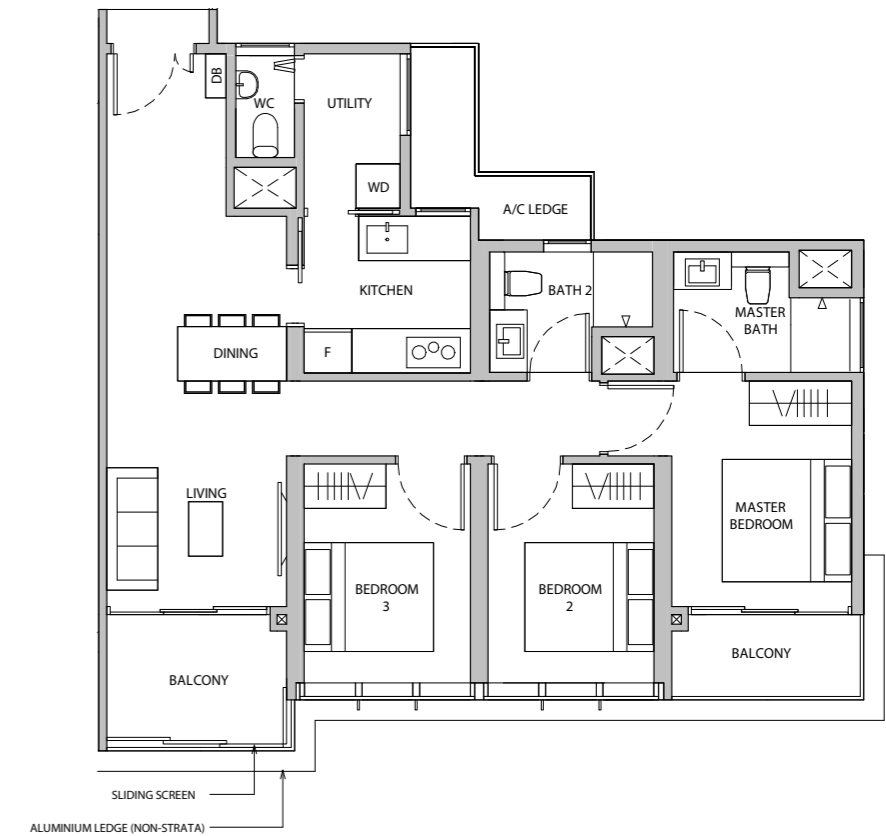 DB
WC
UTILITY
WD
A/C LEDGE
KITCHEN
BATH 2
MASTER
BATH
DINING
F
LIVING
MASTER
BEDROOM
BEDROOM
3
BEDROOM
2
BALCONY
BALCONY
SLIDING SCREEN
ALUMINIUM LEDGE (NON-STRATA)